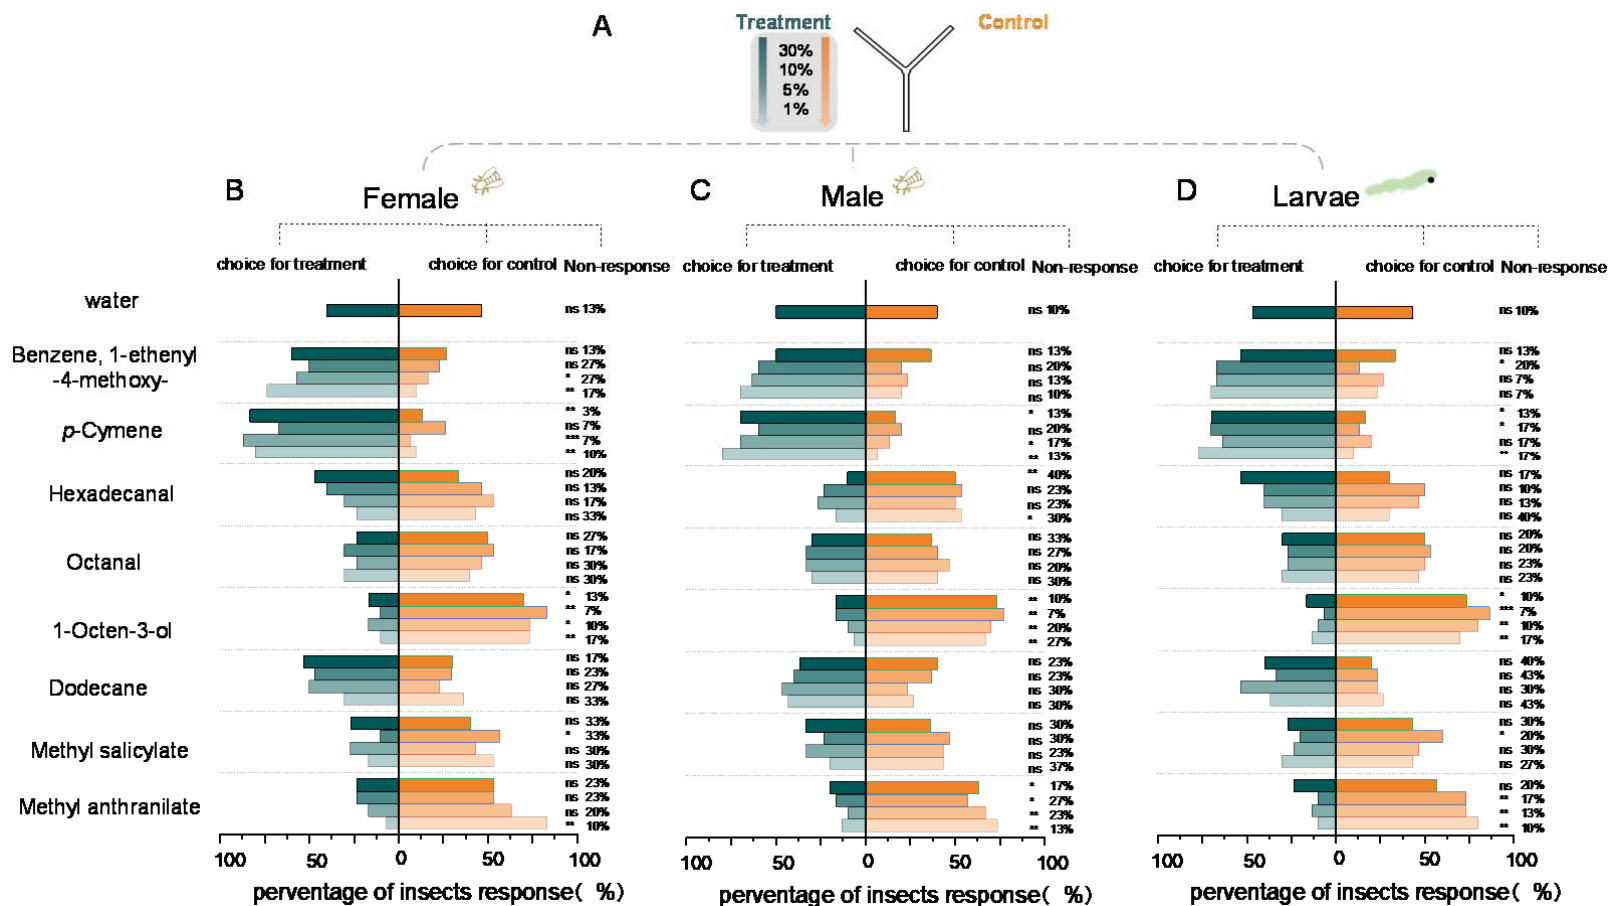 A
Treatment
Control
30%
10%
5%
1%
B
Female
choice for treatment
choice for control
Non-response
C
Male
choice for treatment
choice for control
Non-response
D
Larvae
choice for treatment
choice for control
Non-response
water
ns 13%
ns 10%
ns 10%
Benzene, 1-ethenyl
-4-methoxy-
ns 13%
ns 27%
* 27%
** 17%
ns 13%
ns 20%
ns 13%
ns 10%
ns 13%
* 20%
ns 7%
ns 7%
p-Cymene
** 3%
ns 7%
*** 7%
** 10%
* 13%
ns 20%
* 17%
** 13%
* 13%
* 17%
ns 17%
** 17%
Hexadecanal
ns 20%
ns 13%
ns 17%
ns 33%
** 40%
ns 23%
ns 23%
* 30%
ns 17%
ns 10%
ns 13%
ns 40%
Octanal
ns 27%
ns 17%
ns 30%
ns 30%
ns 33%
ns 27%
ns 20%
ns 30%
ns 20%
ns 20%
ns 23%
ns 23%
1-Octen-3-ol
* 13%
** 7%
* 10%
** 17%
** 10%
** 7%
** 20%
** 27%
* 10%
*** 7%
** 10%
** 17%
Dodecane
ns 17%
ns 23%
ns 27%
ns 33%
ns 23%
ns 23%
ns 30%
ns 30%
ns 40%
ns 43%
ns 30%
ns 43%
Methyl salicylate
ns 33%
* 33%
ns 30%
ns 30%
ns 30%
ns 30%
ns 23%
ns 37%
ns 30%
* 20%
ns 30%
ns 27%
Methyl anthranilate
ns 23%
ns 23%
ns 20%
** 10%
* 17%
* 27%
** 23%
** 13%
ns 20%
** 17%
** 13%
** 10%
100 50 0 50 100
perventage of insects response( %)
100 50 0 50 100
perventage of insects response( %)
100 50 0 50 100
perventage of insects response( %)